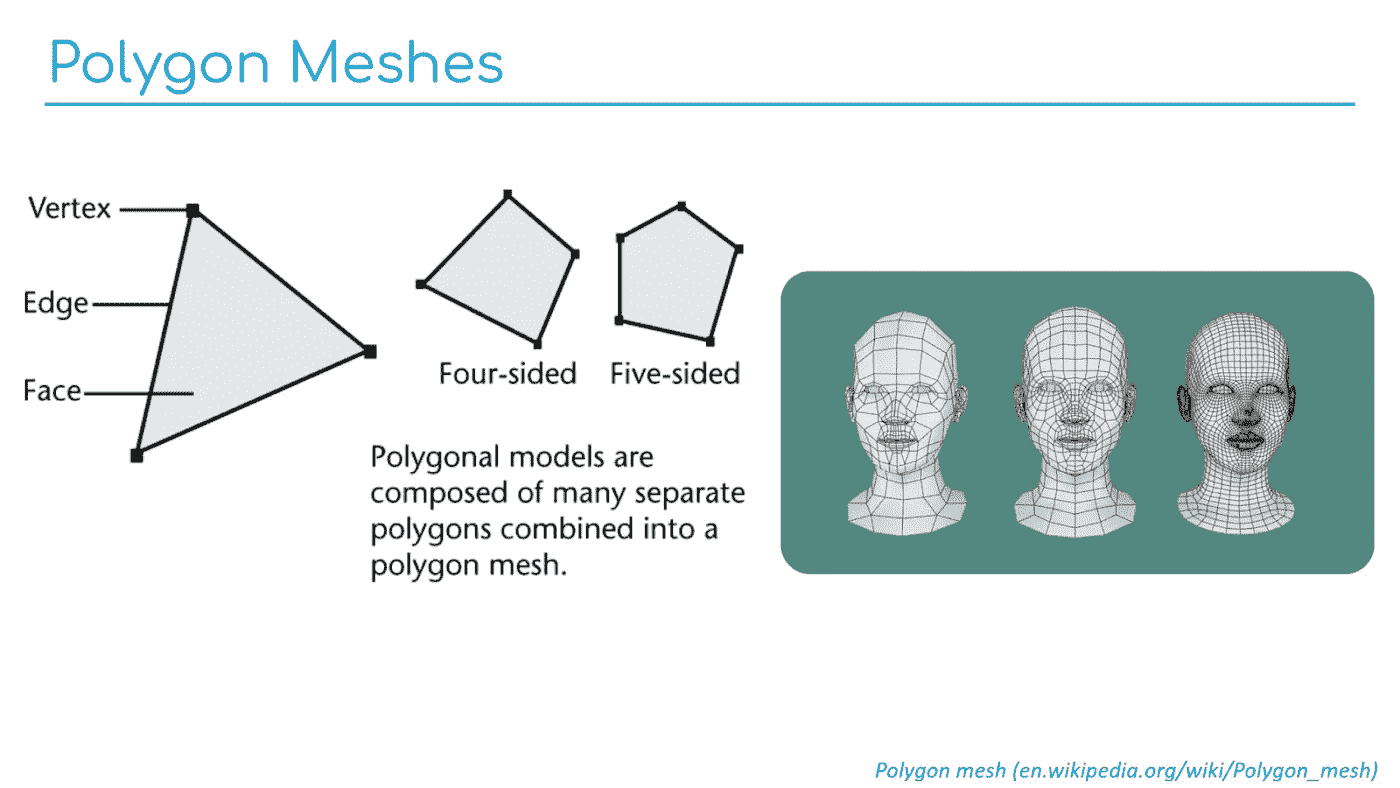 Polygon Meshes
Vertex
Edge
Face
Four-sided
Five-sided
Polygonal models are
composed of many separate
polygons combined into a
polygon mesh.
Polygon mesh (en.wikipedia.org/wiki/Polygon_mesh)